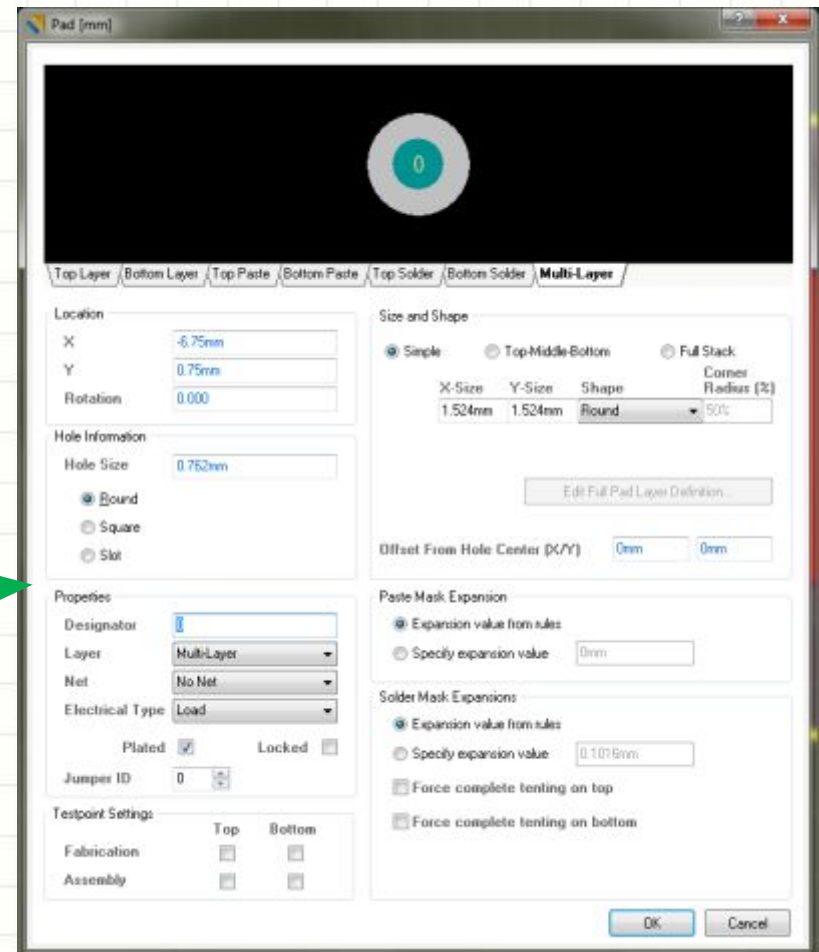 Pad [mm]
0
Top Layer Bottom Layer Top Paste Bottom Paste Top Solder Bottom Solder Multi-Layer
Location
X -6.75mm
Y 0.75mm
Rotation 0.000
Hole Information
Hole Size 0.762mm
Round
Square
Slot
Properties
Designator 0
Layer Multi-Layer
Net No Net
Electrical Type Load
Plated Locked
Jumper ID 0
Testpoint Settings
Top Bottom
Fabrication
Assembly
Size and Shape
Simple Top-Middle-Bottom Full Stack
X-Size Y-Size Shape Corner Radius (%)
1.524mm 1.524mm Round 50%
Edit Full Pad Layer Definition...
Offset From Hole Center (X/Y) 0mm 0mm
Paste Mask Expansion
Expansion value from rules
Specify expansion value 0mm
Solder Mask Expansions
Expansion value from rules
Specify expansion value 0.1016mm
Force complete tenting on top
Force complete tenting on bottom
OK Cancel